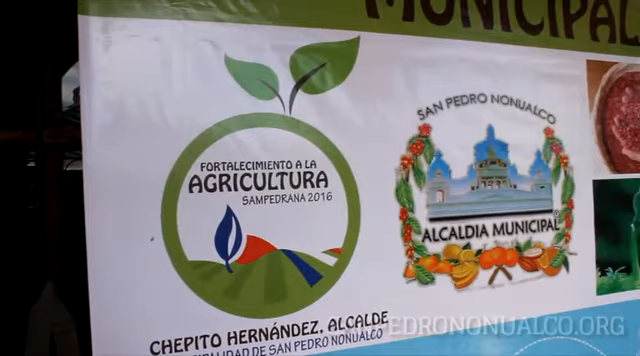 MUNICIPAL
FORTALECIMIENTO A LA
AGRICULTURA
SAMPEDRANA 2016
SAN PEDRO NONUALCO
ALCALDIA MUNICIPAL
CHEPITO HERNÁNDEZ, ALCALDE
DE SAN PEDRO NONUALCO
PEDRONONUALCO.ORG